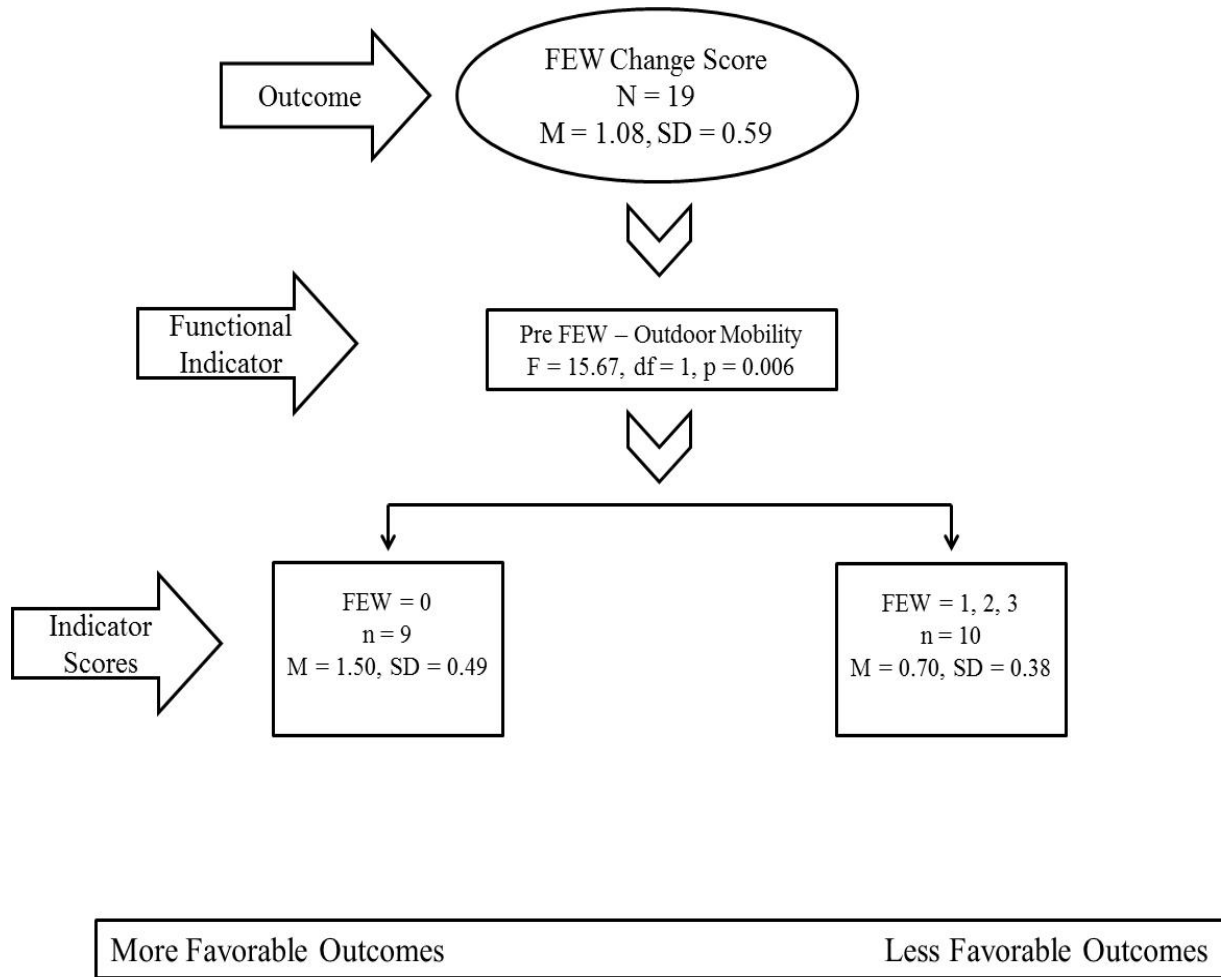 Outcome
FEW Change Score
N = 19
M = 1.08, SD = 0.59
Functional
Indicator
Pre FEW – Outdoor Mobility
F = 15.67, df = 1, p = 0.006
Indicator
Scores
FEW = 0
n = 9
M = 1.50, SD = 0.49
FEW = 1, 2, 3
n = 10
M = 0.70, SD = 0.38
More Favorable Outcomes
Less Favorable Outcomes